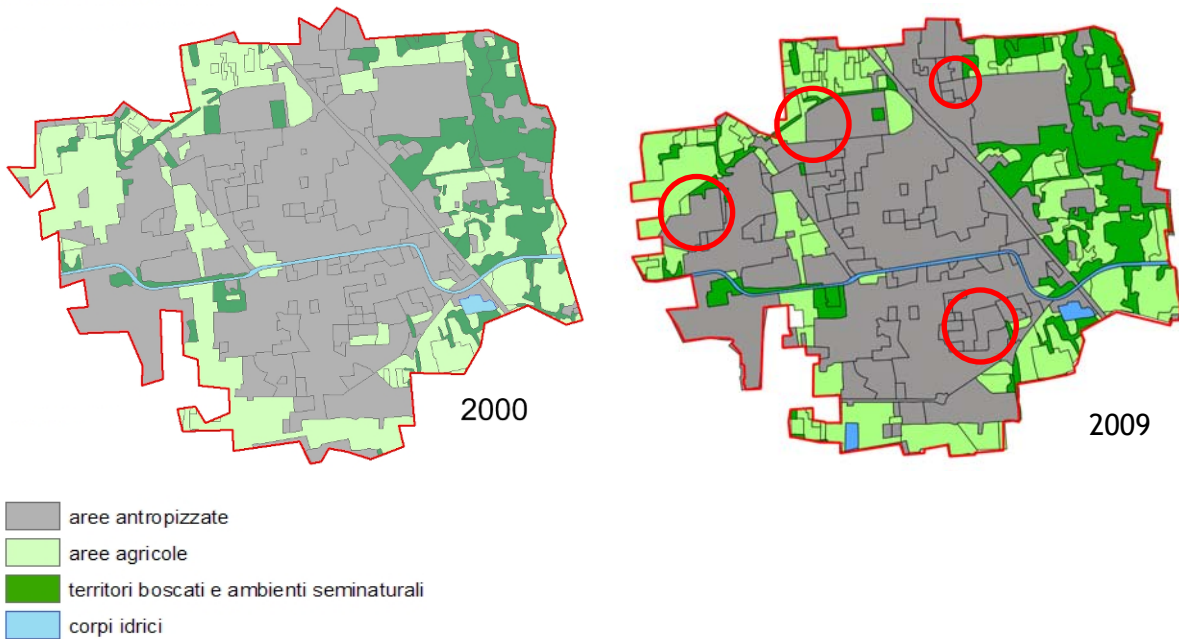 2000
2009
aree antropizzate
aree agricole
territori boscati e ambienti seminaturali
corpi idrici